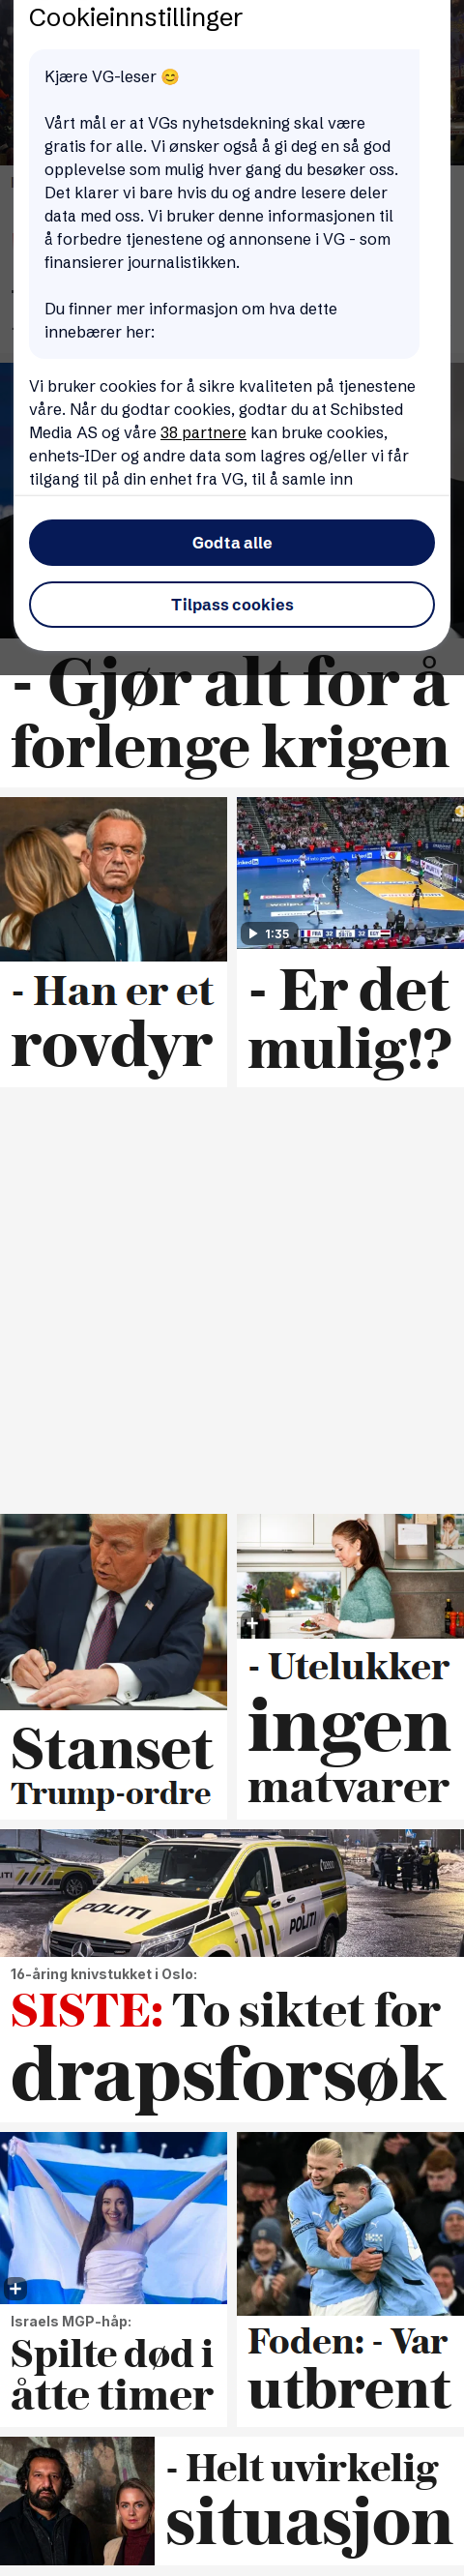 Cookieinnstillinger
Kjære VG-leser 😊
Vårt mål er at VGs nyhetsdekning skal være
gratis for alle. Vi ønsker også å gi deg en så god
opplevelse som mulig hver gang du besøker oss.
Det klarer vi bare hvis du og andre lesere deler
data med oss. Vi bruker denne informasjonen til
å forbedre tjenestene og annonsene i VG - som
finansierer journalistikken.
Du finner mer informasjon om hva dette
innebærer her:
Vi bruker cookies for å sikre kvaliteten på tjenestene
våre. Når du godtar cookies, godtar du at Schibsted
Media AS og våre 38 partnere kan bruke cookies,
enhets-IDer og andre data som lagres og/eller vi får
tilgang til på din enhet fra VG, til å samle inn
Godta alle
Tilpass cookies
- Gjør alt for å
forlenge krigen
1:35
FRA 32 32 EGY
- Han er et
rovdyr
- Er det
mulig!?
Stanset
Trump-ordre
- Utelukker
ingen
matvarer
POLITI
POLITI
16-åring knivstukket i Oslo:
SISTE: To siktet for
drapsforsøk
Israels MGP-håp:
Spilte død i
åtte timer
Foden: - Var
utbrent
- Helt uvirkelig
situasjon